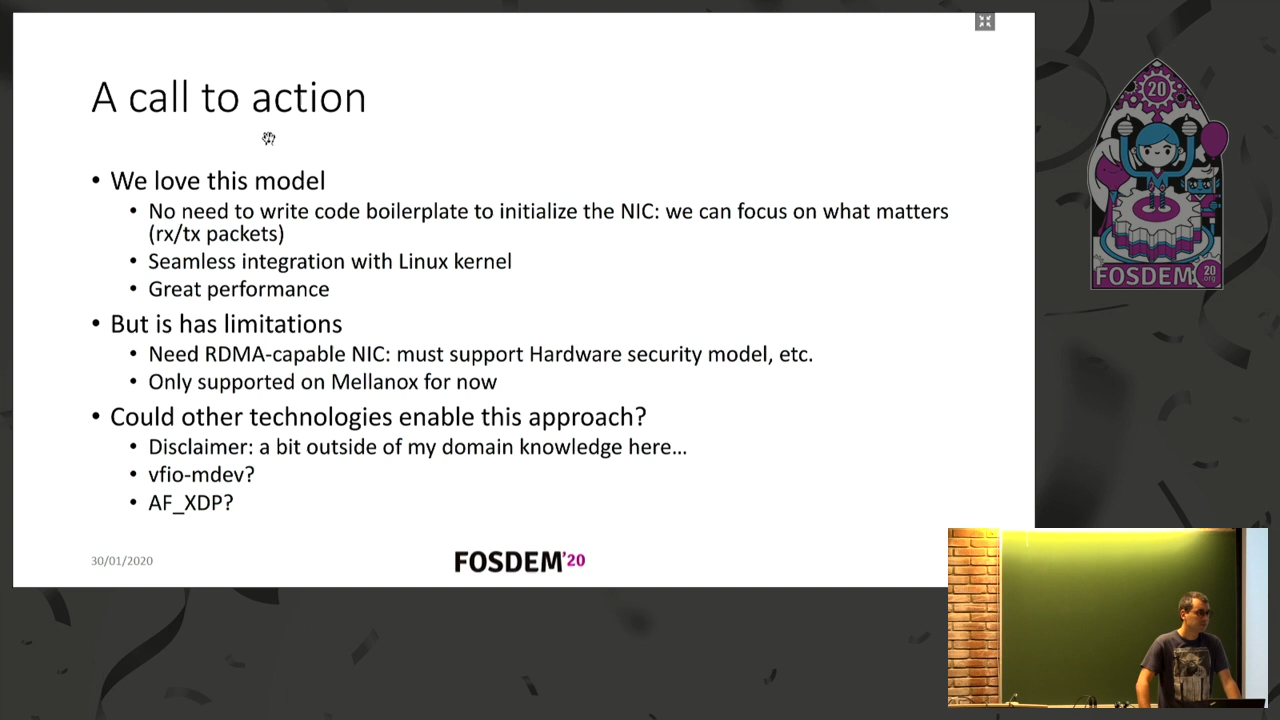 A call to action
• We love this model
• No need to write code boilerplate to initialize the NIC: we can focus on what matters
(rx/tx packets)
• Seamless integration with Linux kernel
• Great performance
• But is has limitations
• Need RDMA-capable NIC: must support Hardware security model, etc.
• Only supported on Mellanox for now
• Could other technologies enable this approach?
• Disclaimer: a bit outside of my domain knowledge here...
• vfio-mdev?
• AF_XDP?
30/01/2020
FOSDEM'20
20
FOSDEM
20
.org